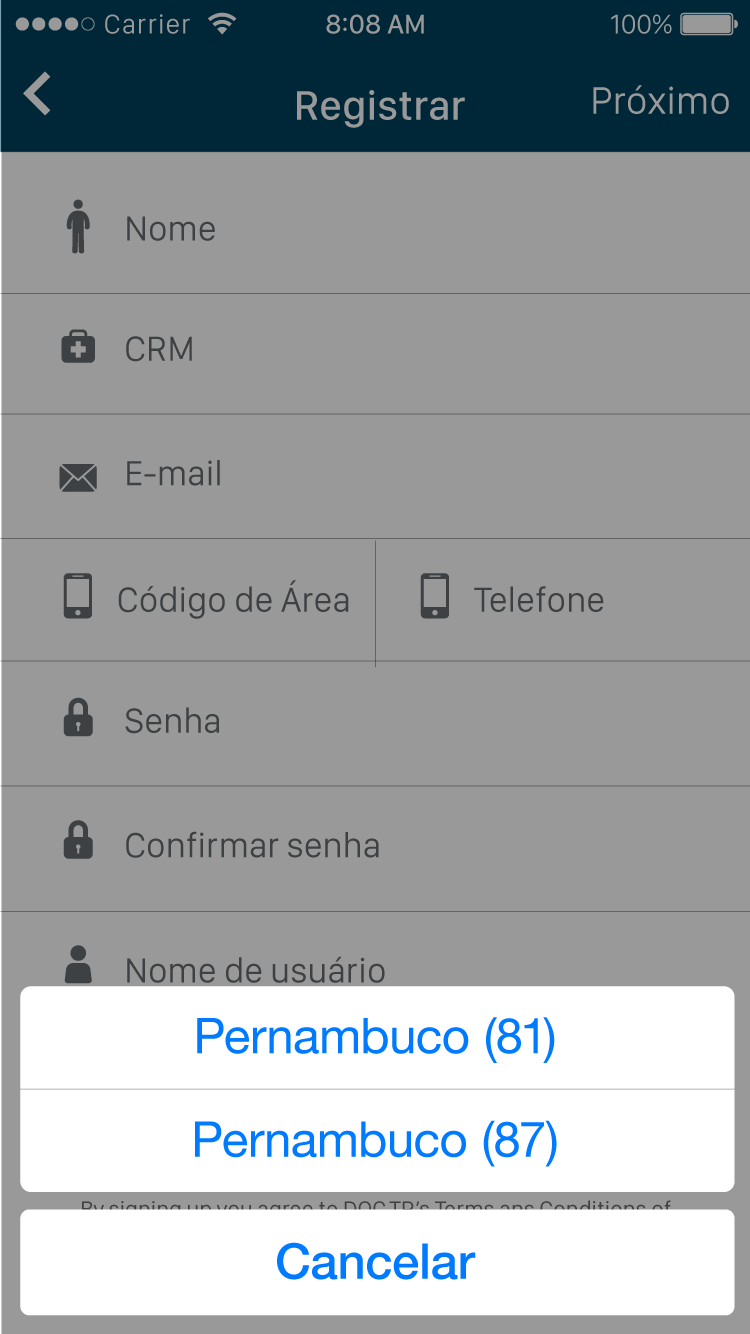 Carrier 8:08 AM 100%
Registrar Próximo
Nome
CRM
E-mail
Código de Área Telefone
Senha
Confirmar senha
Nome de usuário
Pernambuco (81)
Pernambuco (87)
By signing up you agree to DOCTP's Terms ans Conditions of
Cancelar